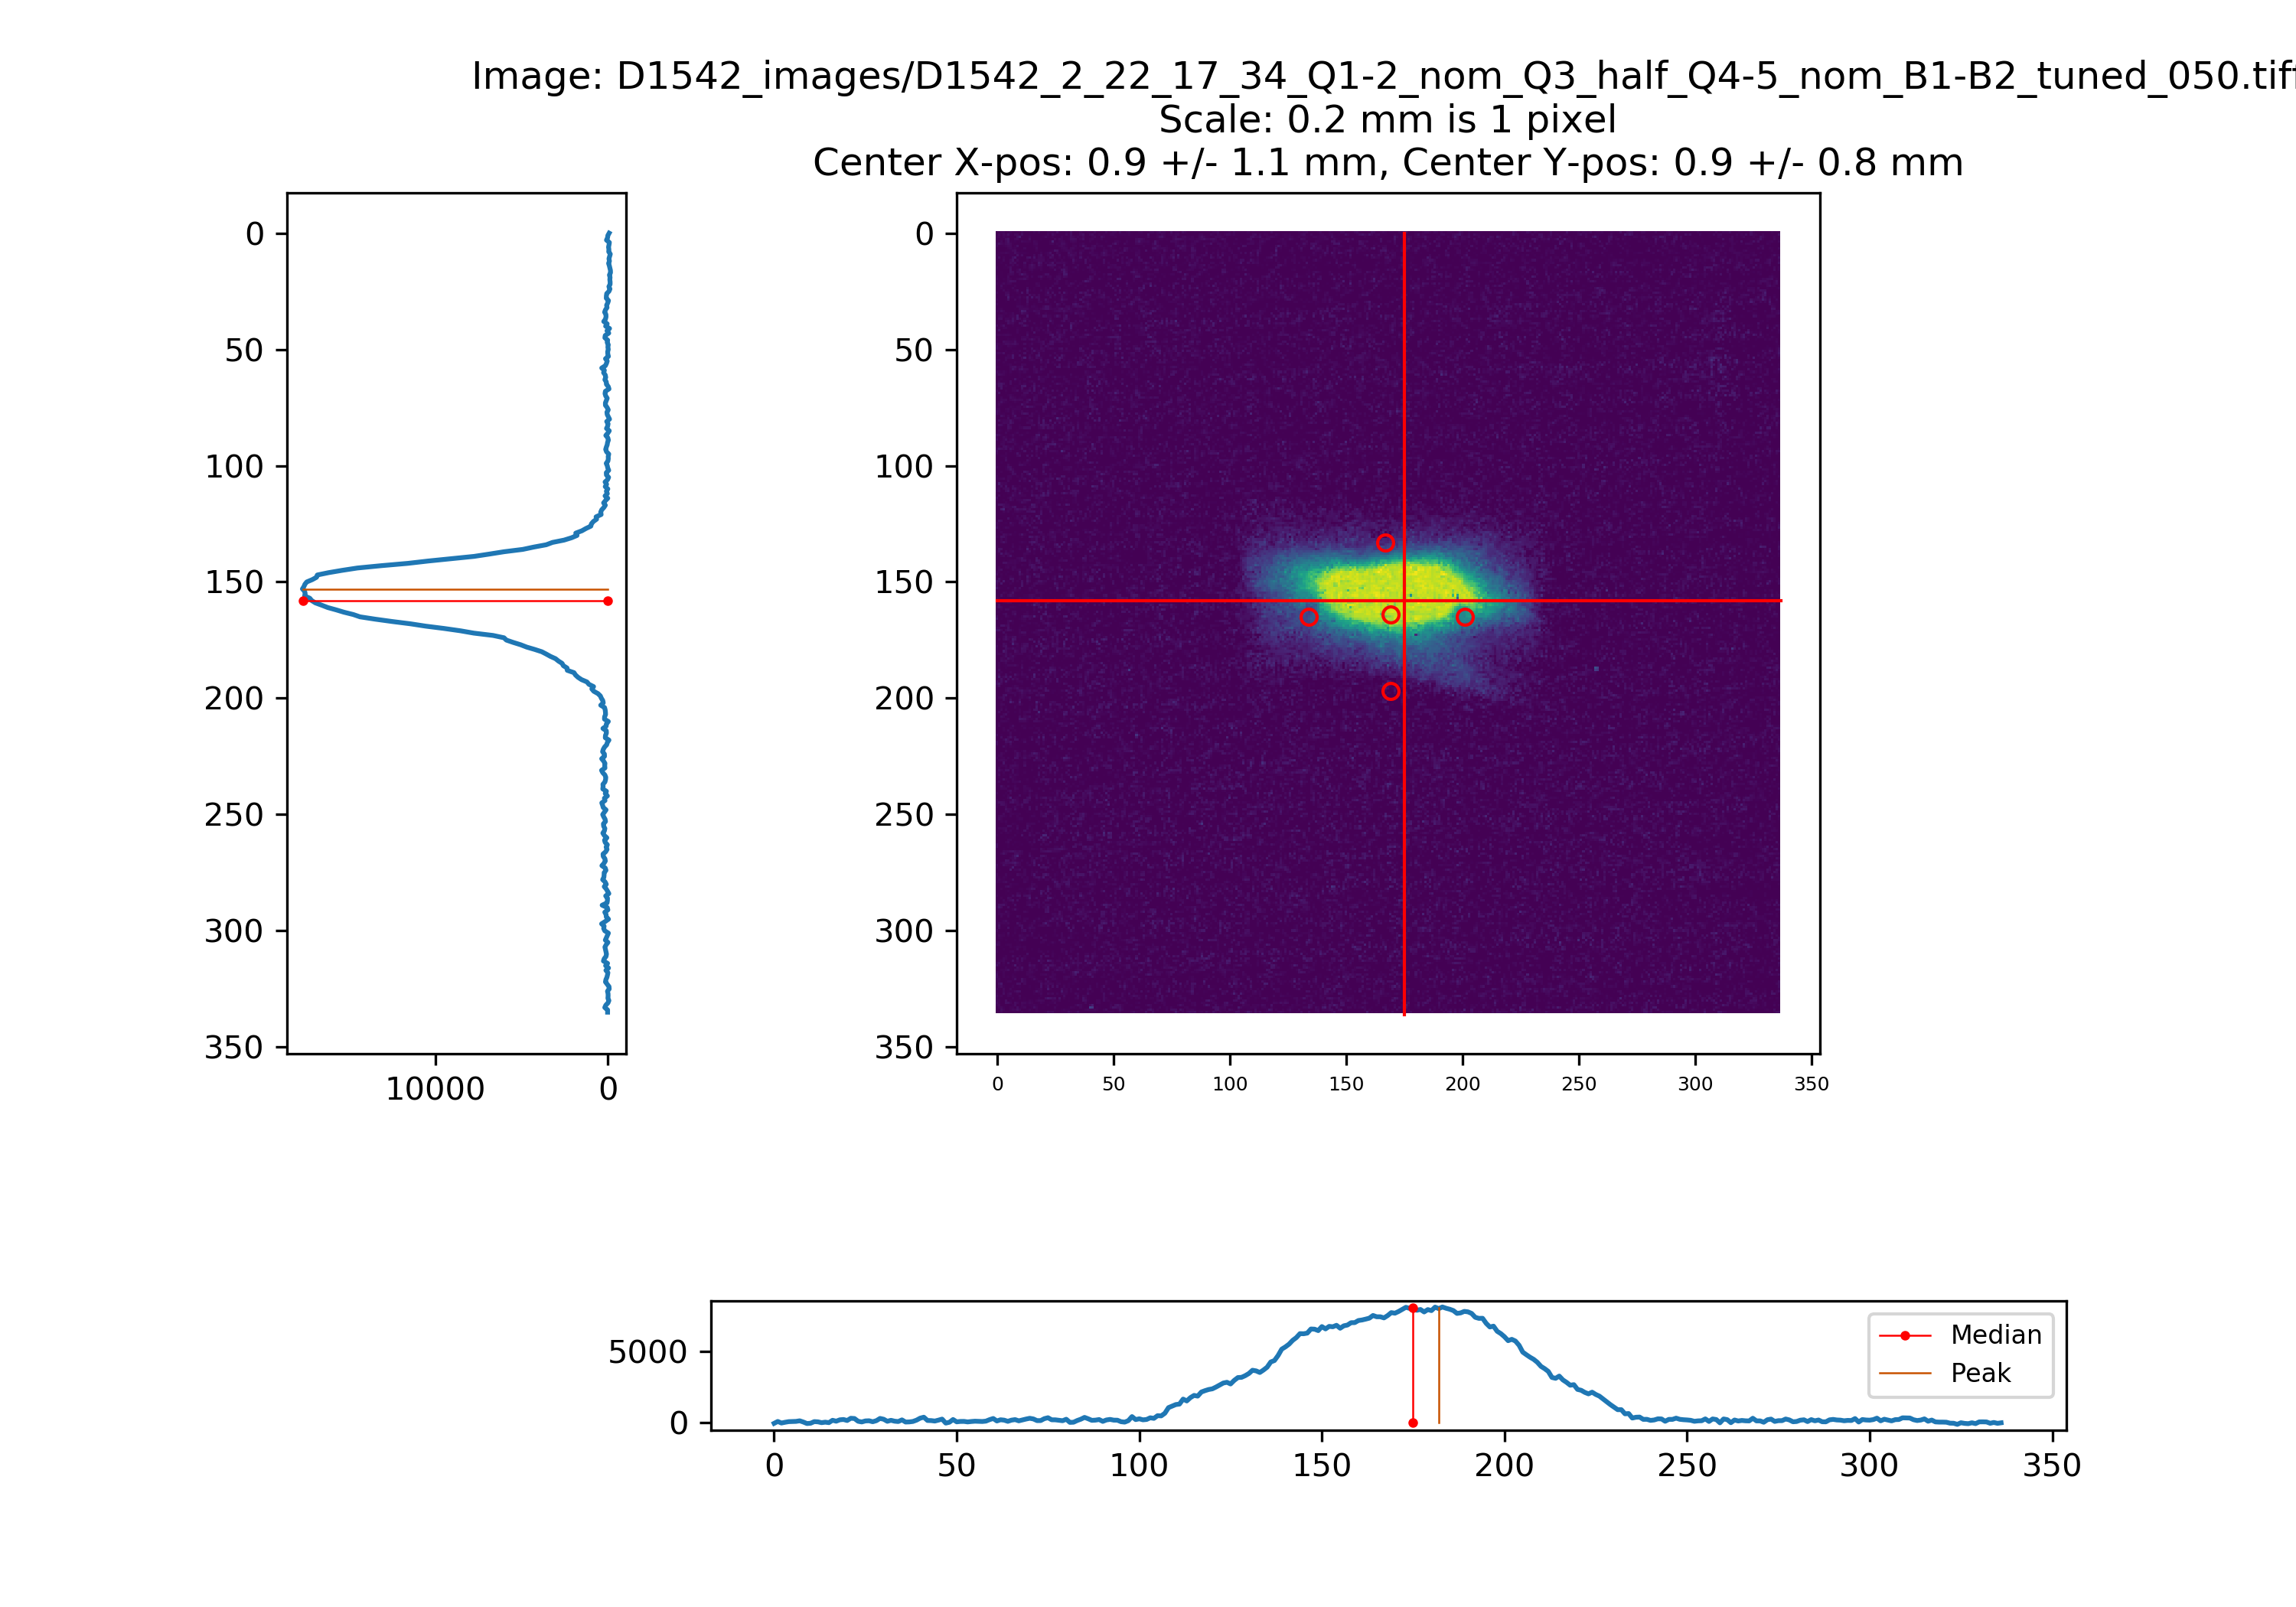 Image: D1542_images/D1542_2_22_17_34_Q1-2_nom_Q3_half_Q4-5_nom_B1-B2_tuned_050.tiff
Scale: 0.2 mm is 1 pixel
Center X-pos: 0.9 +/- 1.1 mm, Center Y-pos: 0.9 +/- 0.8 mm
0
50
100
150
200
250
300
350
10000 0
0
50
100
150
200
250
300
350
0 50 100 150 200 250 300 350
5000
0
Median
Peak
0 50 100 150 200 250 300 350